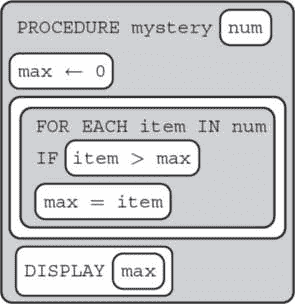 PROCEDURE mystery num
max ← 0
FOR EACH item IN num
IF item > max
max = item
DISPLAY max